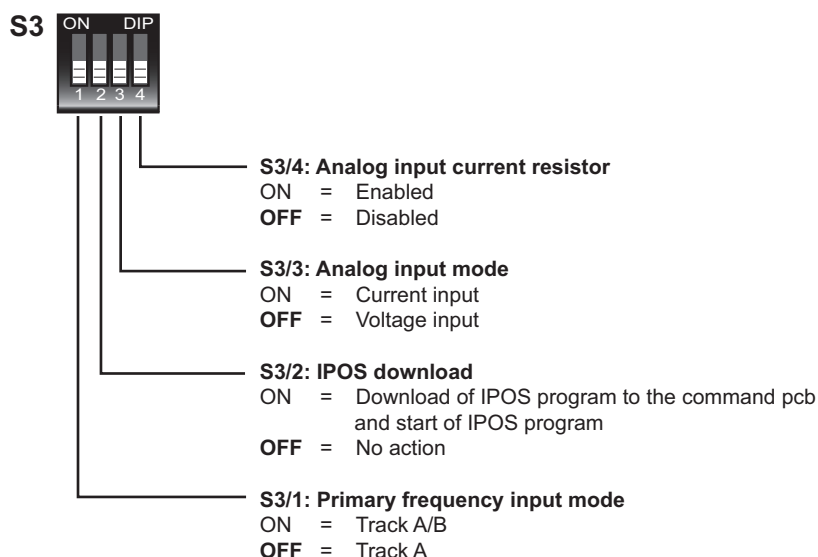 S3 ON DIP
1 2 3 4
S3/4: Analog input current resistor
ON = Enabled
OFF = Disabled
S3/3: Analog input mode
ON = Current input
OFF = Voltage input
S3/2: IPOS download
ON = Download of IPOS program to the command pcb
and start of IPOS program
OFF = No action
S3/1: Primary frequency input mode
ON = Track A/B
OFF = Track A